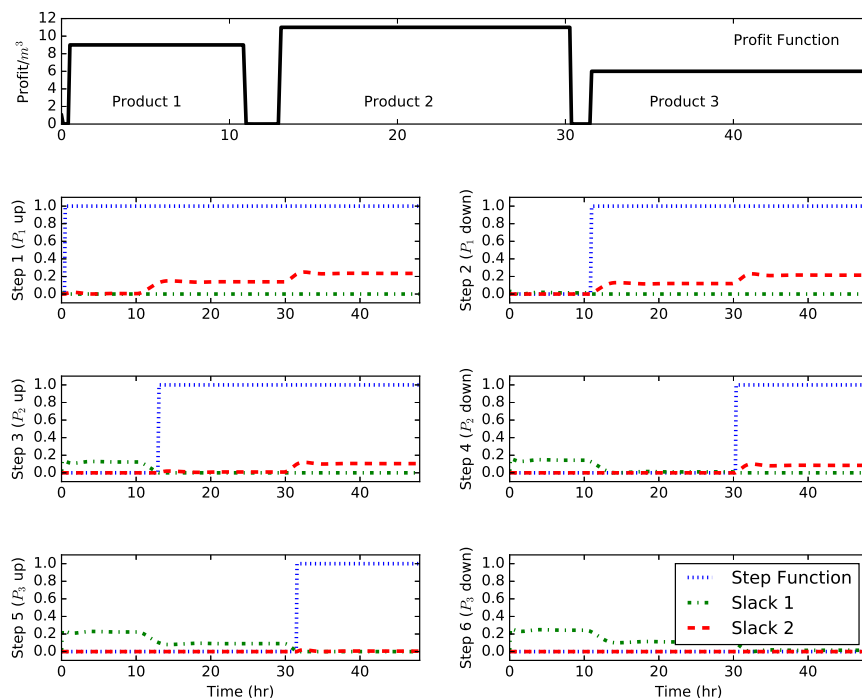 12
10
8
6
4
2
0
Profit/m³
Profit Function
Product 1
Product 2
Product 3
0 10 20 30 40
1.0
0.8
0.6
0.4
0.2
0.0
Step 1 (P₁ up)
0 10 20 30 40
1.0
0.8
0.6
0.4
0.2
0.0
Step 2 (P₁ down)
0 10 20 30 40
1.0
0.8
0.6
0.4
0.2
0.0
Step 3 (P₂ up)
0 10 20 30 40
1.0
0.8
0.6
0.4
0.2
0.0
Step 4 (P₂ down)
0 10 20 30 40
1.0
0.8
0.6
0.4
0.2
0.0
Step 5 (P₃ up)
0 10 20 30 40
Time (hr)
1.0
0.8
0.6
0.4
0.2
0.0
Step 6 (P₃ down)
Step Function
Slack 1
Slack 2
0 10 20 30 40
Time (hr)